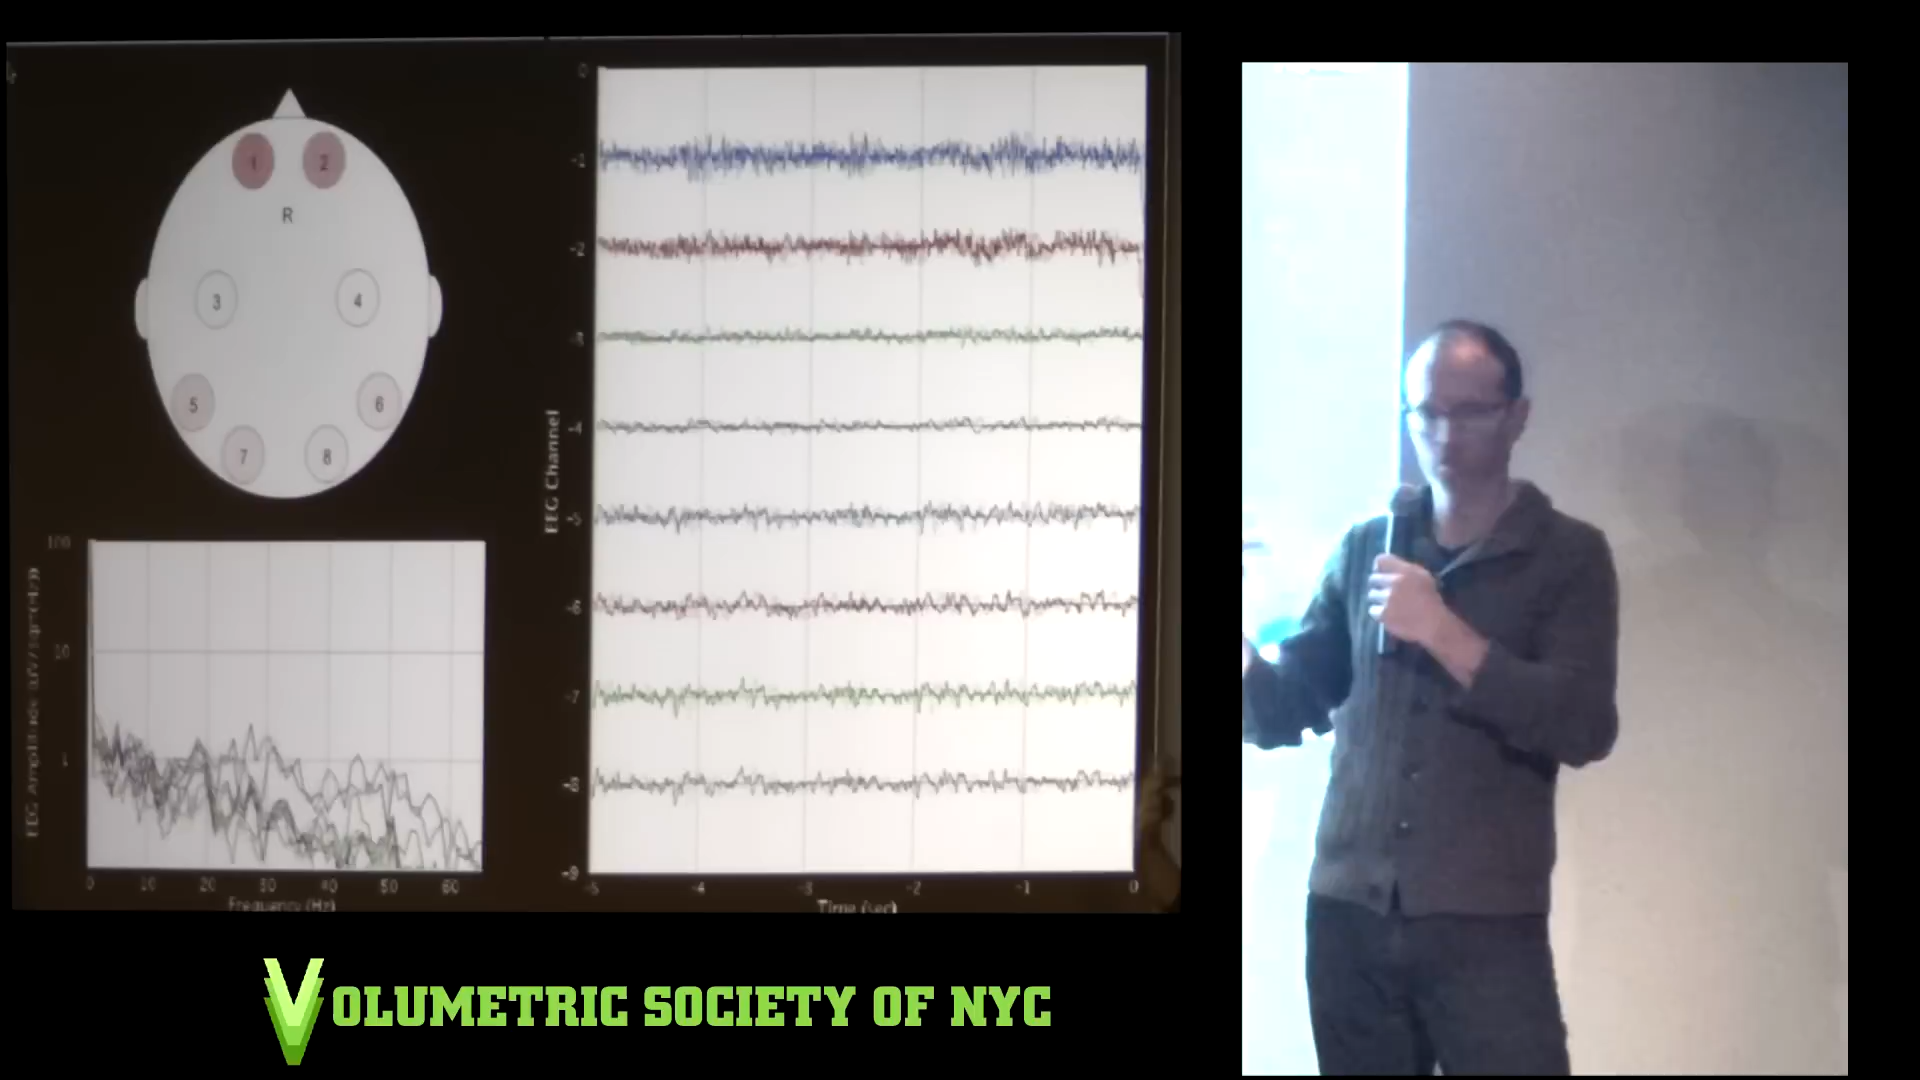 1 2
R
3 4
5 6
7 8
100
10
1
0 10 20 30 40 50 60
Frequency (Hz)
EEG Channel
0
-1
-2
-3
-4
-5
-6
-7
-8
-9
-5 -4 -3 -2 -1 0
Time (sec)
VOLUMETRIC SOCIETY OF NYC